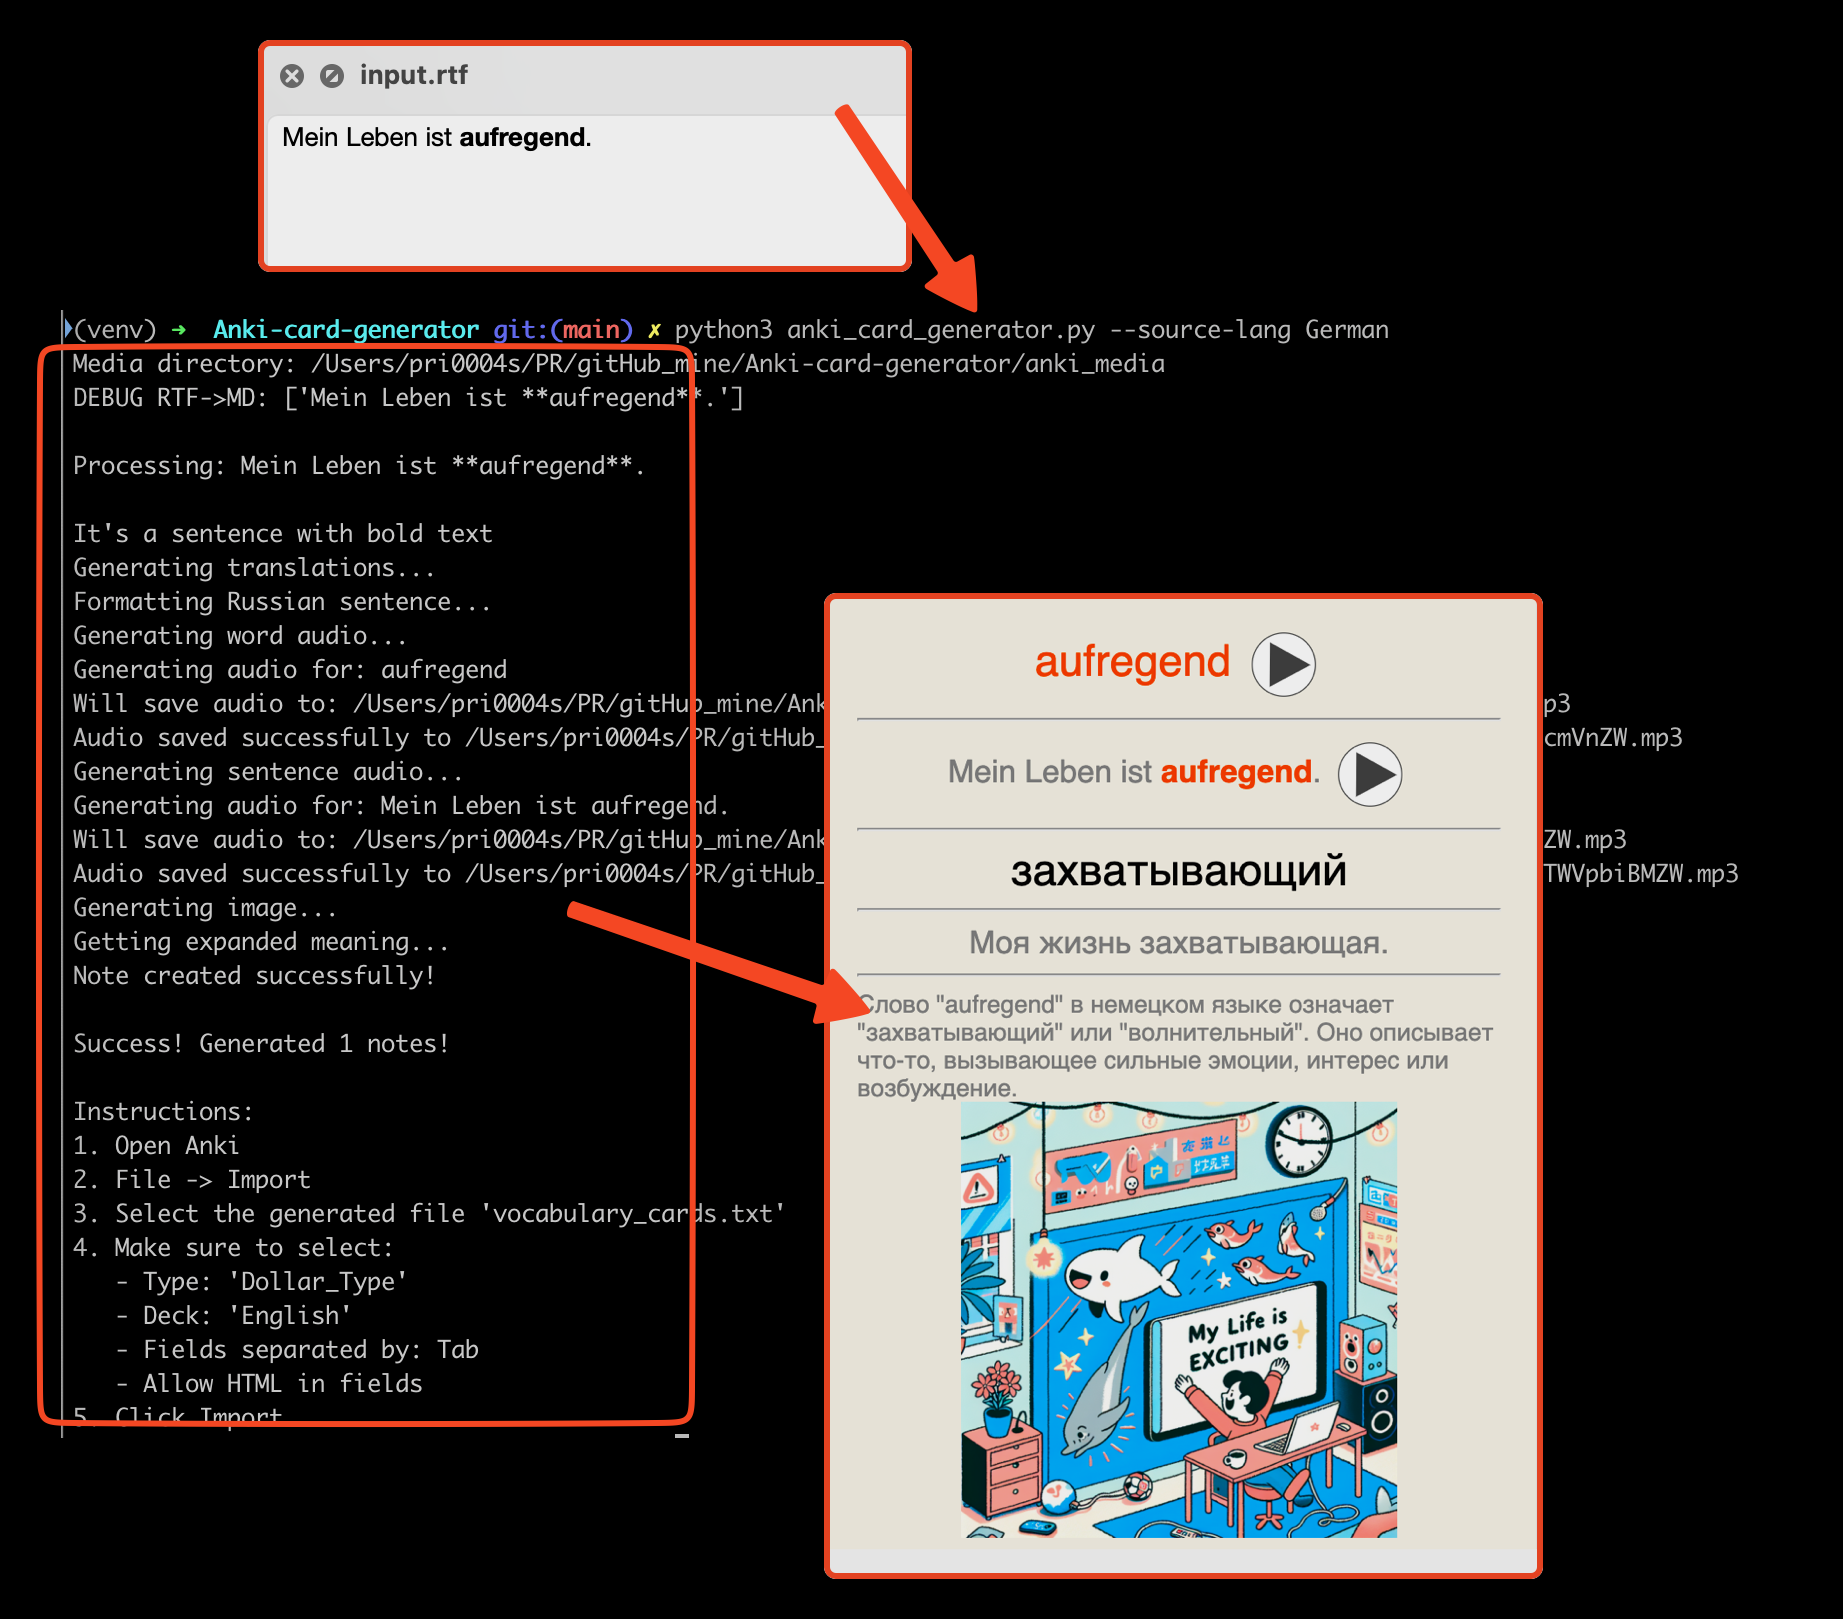 input.rtf
Mein Leben ist aufregend.
(venv) ➜ Anki-card-generator git:(main) ✗ python3 anki_card_generator.py --source-lang German
Media directory: /Users/pri0004s/PR/gitHub_mine/Anki-card-generator/anki_media
DEBUG RTF->MD: ['Mein Leben ist **aufregend**.']
Processing: Mein Leben ist **aufregend**.
It's a sentence with bold text
Generating translations...
Formatting Russian sentence...
Generating word audio...
Generating audio for: aufregend
Will save audio to: /Users/pri0004s/PR/gitHub_mine/Ank p3
Audio saved successfully to /Users/pri0004s/PR/gitHub_ cmVnZW.mp3
Generating sentence audio...
Generating audio for: Mein Leben ist aufregend.
Will save audio to: /Users/pri0004s/PR/gitHub_mine/Ank ZW.mp3
Audio saved successfully to /Users/pri0004s/PR/gitHub_ TWVpbiBMZW.mp3
Generating image...
Getting expanded meaning...
Note created successfully!
Success! Generated 1 notes!
Instructions:
1. Open Anki
2. File -> Import
3. Select the generated file 'vocabulary_cards.txt'
4. Make sure to select:
- Type: 'Dollar_Type'
- Deck: 'English'
- Fields separated by: Tab
- Allow HTML in fields
5. Click Import
aufregend
Mein Leben ist aufregend.
захватывающий
Моя жизнь захватывающая.
Слово "aufregend" в немецком языке означает
"захватывающий" или "волнительный". Оно описывает
что-то, вызывающее сильные эмоции, интерес или
возбуждение.
My Life is
EXCITING